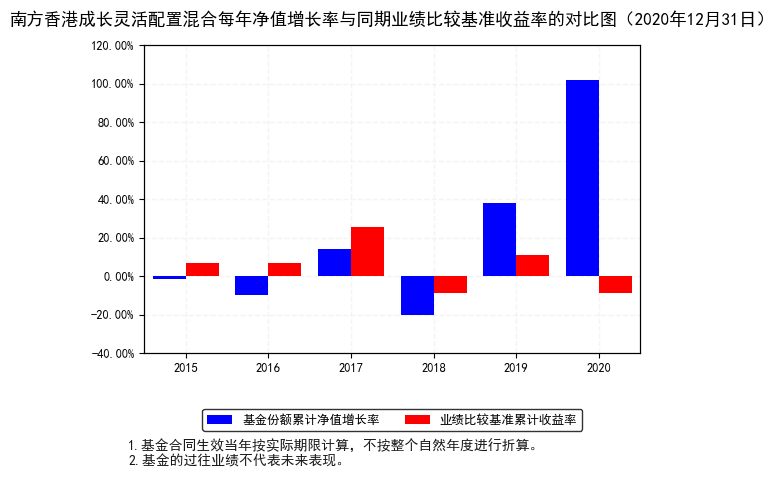 南方香港成长灵活配置混合每年净值增长率与同期业绩比较基准收益率的对比图（2020年12月31日）
120.00%
100.00%
80.00%
60.00%
40.00%
20.00%
0.00%
-20.00%
-40.00%
2015 2016 2017 2018 2019 2020
基金份额累计净值增长率 业绩比较基准累计收益率
1. 基金合同生效当年按实际期限计算，不按整个自然年度进行折算。
2. 基金的过往业绩不代表未来表现。